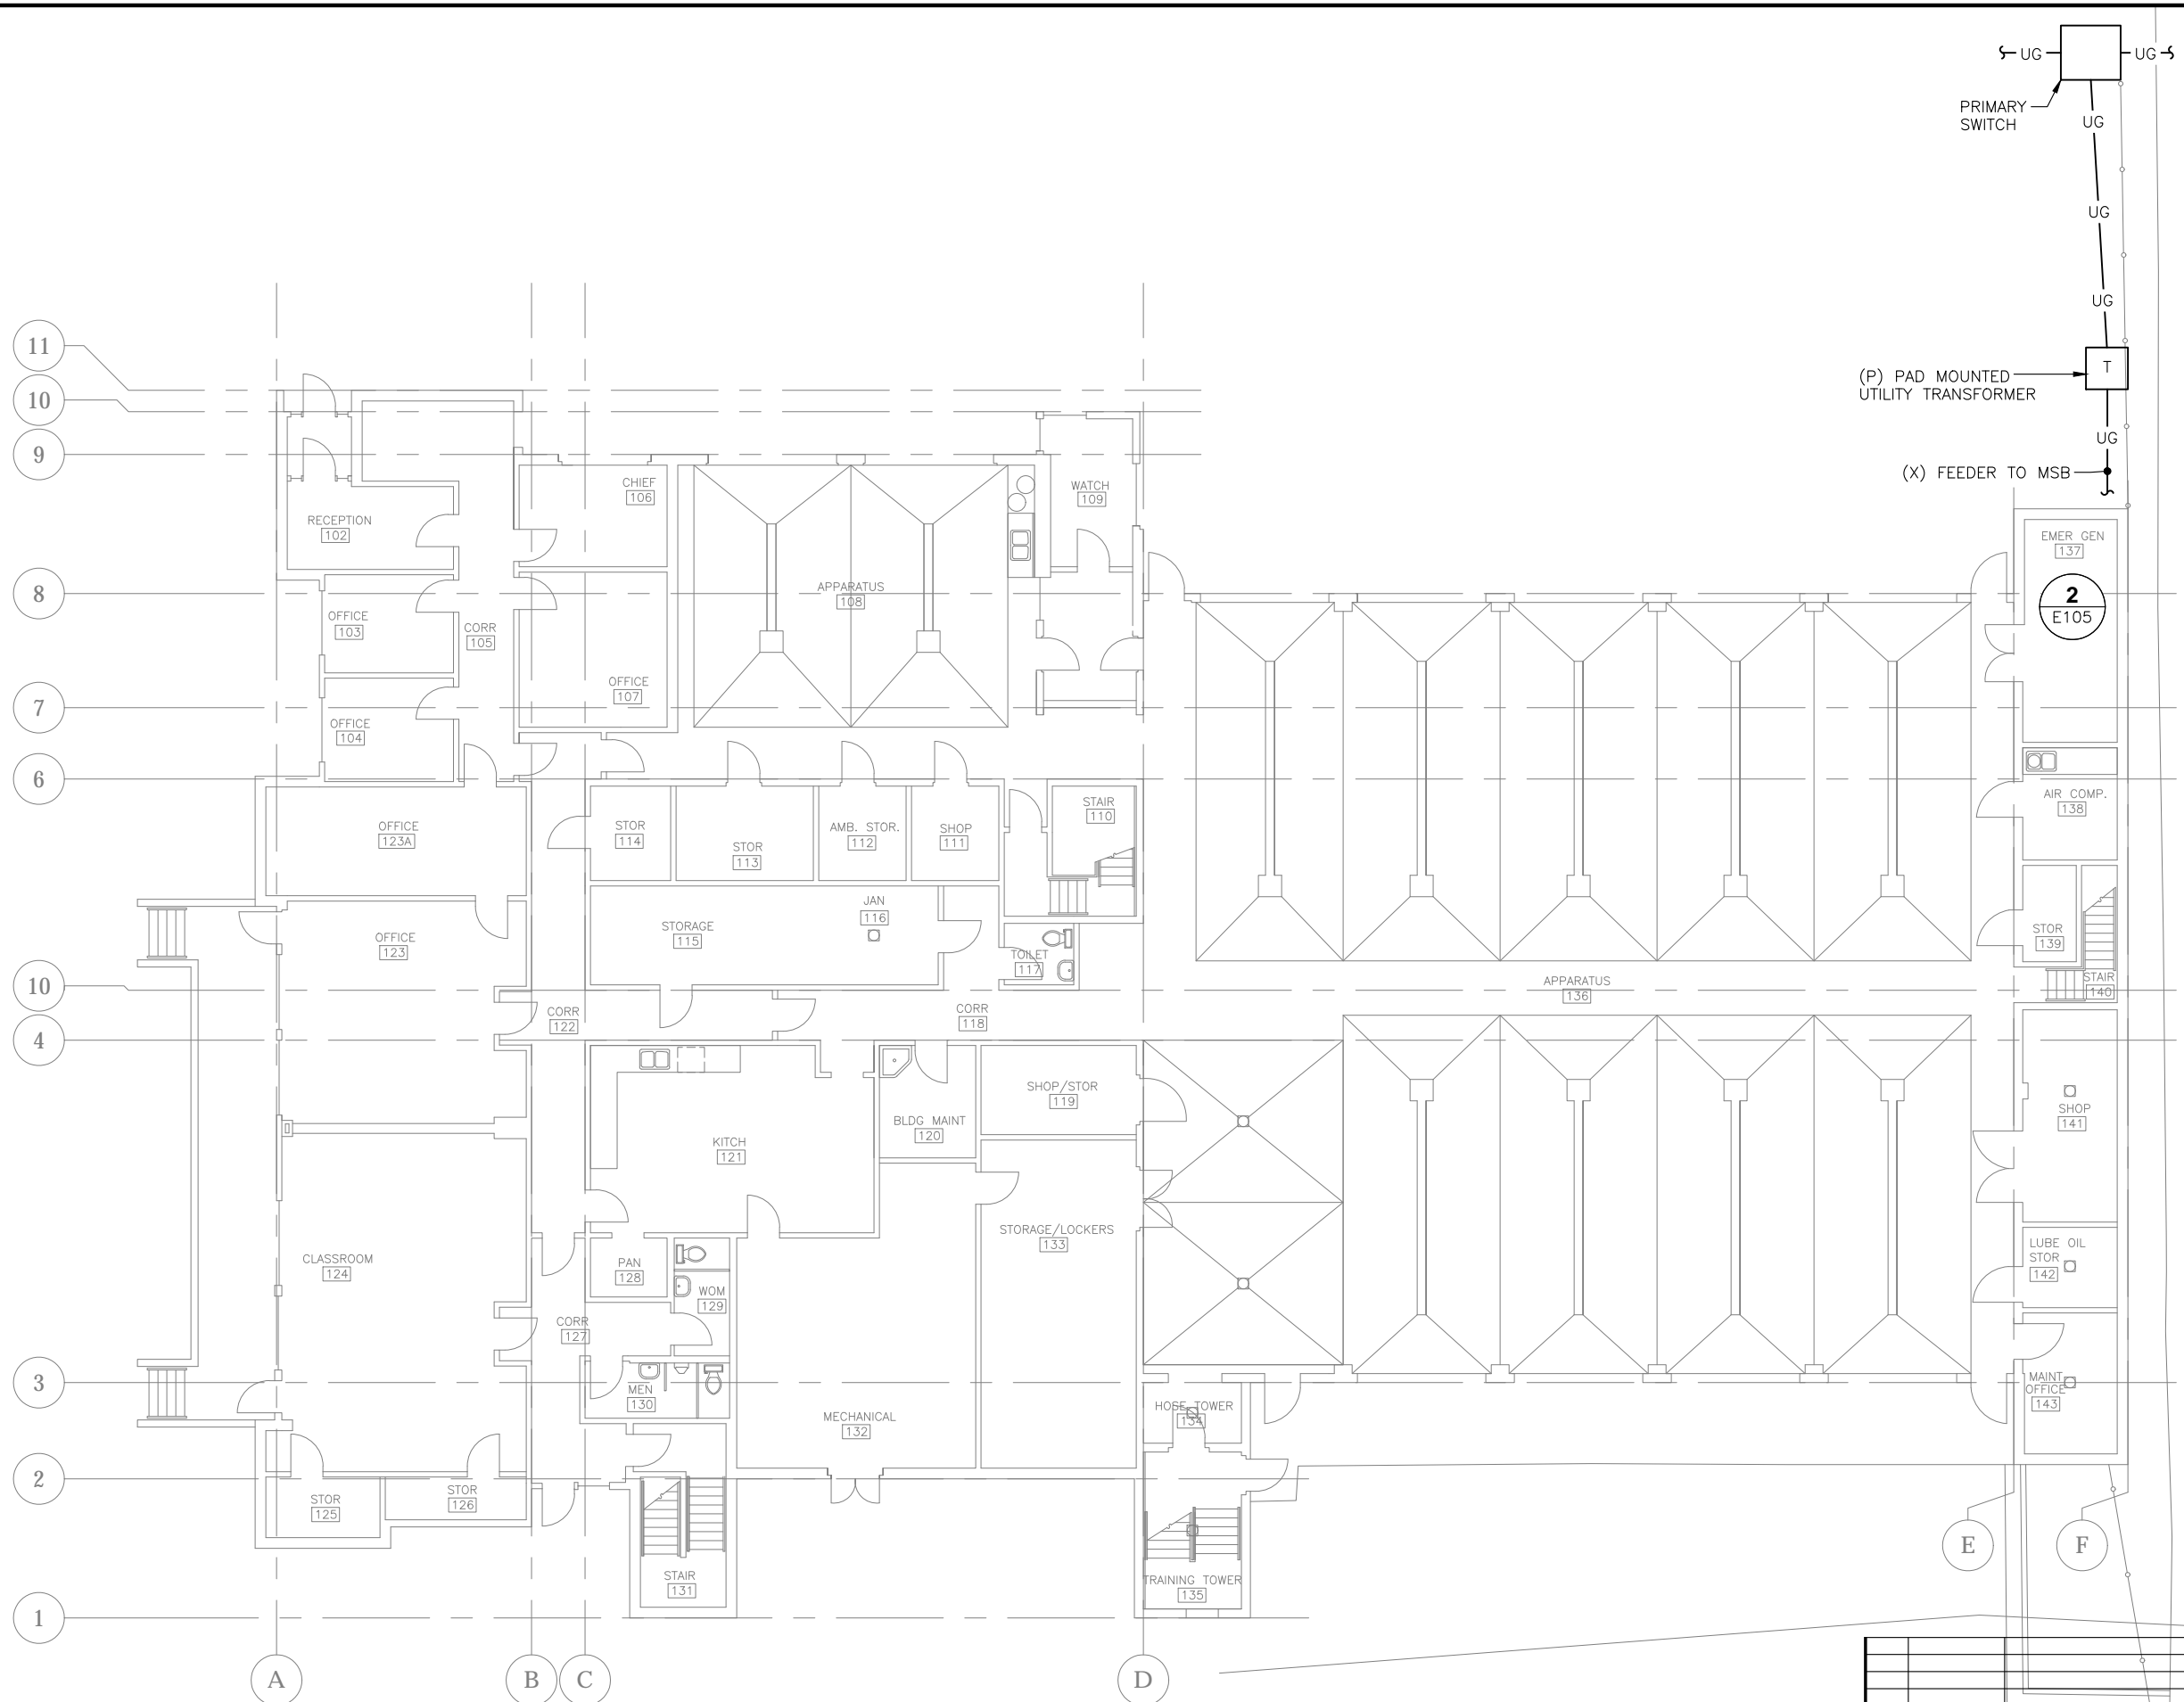 UG
UG
PRIMARY
SWITCH
UG
UG
UG
(P) PAD MOUNTED
UTILITY TRANSFORMER
T
UG
(X) FEEDER TO MSB
11
10
9
8
7
6
10
4
3
2
1
A
B
C
D
E
F
RECEPTION
102
OFFICE
103
OFFICE
104
CORR
105
CHIEF
106
OFFICE
107
APPARATUS
108
WATCH
109
EMER GEN
137
2
E105
STAIR
110
SHOP
111
AMB. STOR.
112
STOR
113
STOR
114
OFFICE
123A
AIR COMP.
138
STORAGE
115
JAN
116
TOILET
117
OFFICE
123
STOR
139
STAIR
140
APPARATUS
136
CORR
122
CORR
118
SHOP/STOR
119
BLDG MAINT
120
KITCH
121
SHOP
141
STORAGE/LOCKERS
133
LUBE OIL
STOR
142
CLASSROOM
124
PAN
128
WOM
129
CORR
127
MEN
130
MECHANICAL
132
HOSE TOWER
134
MAINT
OFFICE
143
STOR
125
STOR
126
STAIR
131
TRAINING TOWER
135